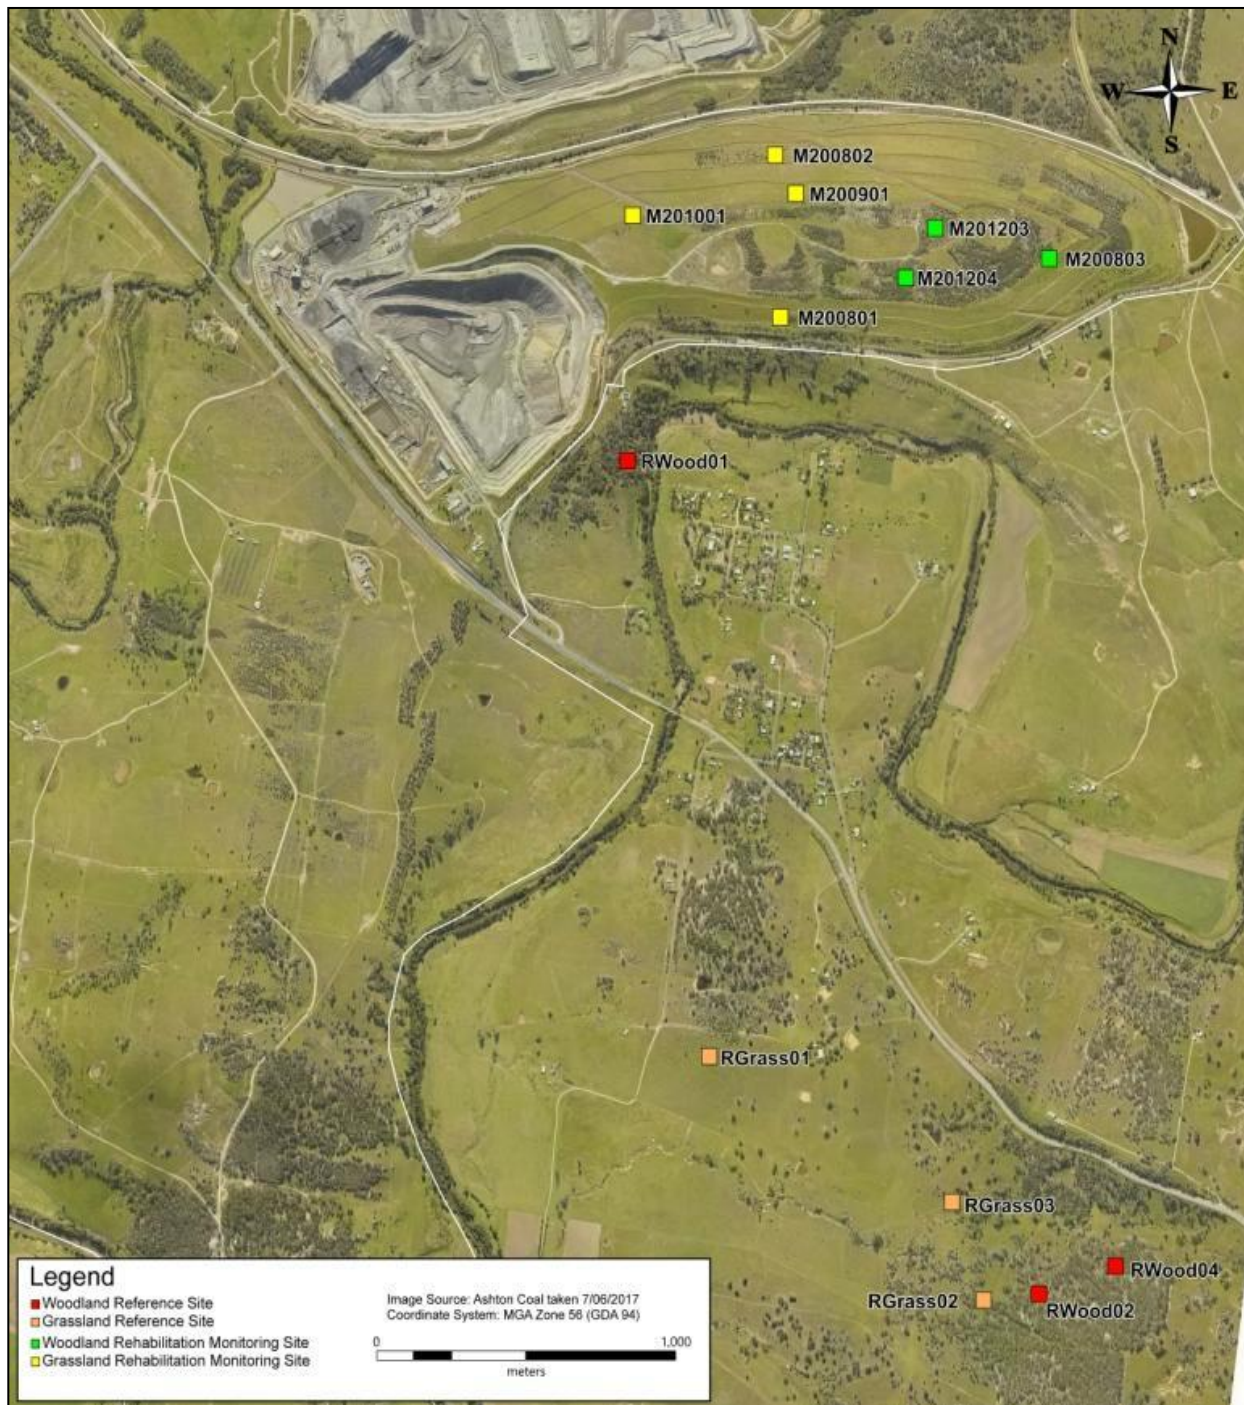 N
W E
S
M200802
M200901
M201001
M201203
M200803
M201204
M200801
RWood01
RGrass01
RGrass03
RWood04
RGrass02
RWood02
Legend
Woodland Reference Site
Grassland Reference Site
Woodland Rehabilitation Monitoring Site
Grassland Rehabilitation Monitoring Site
Image Source: Ashton Coal taken 7/06/2017
Coordinate System: MGA Zone 56 (GDA 94)
0 1,000
meters